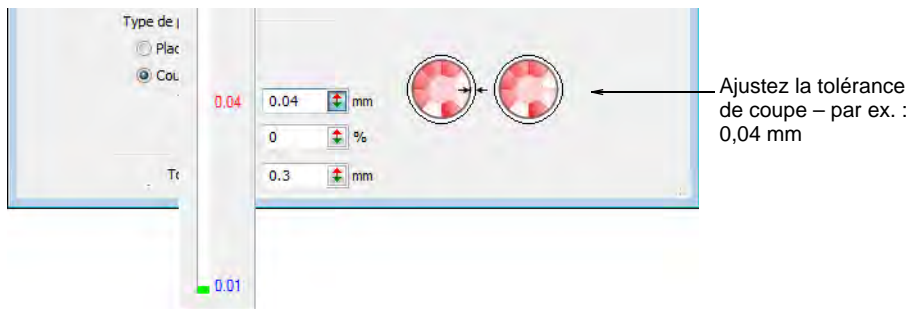 Type de
Plac
Cou
0.04 0.04 mm
0 %
0.3 mm
0.01
Ajustez la tolérance
de coupe – par ex. :
0,04 mm